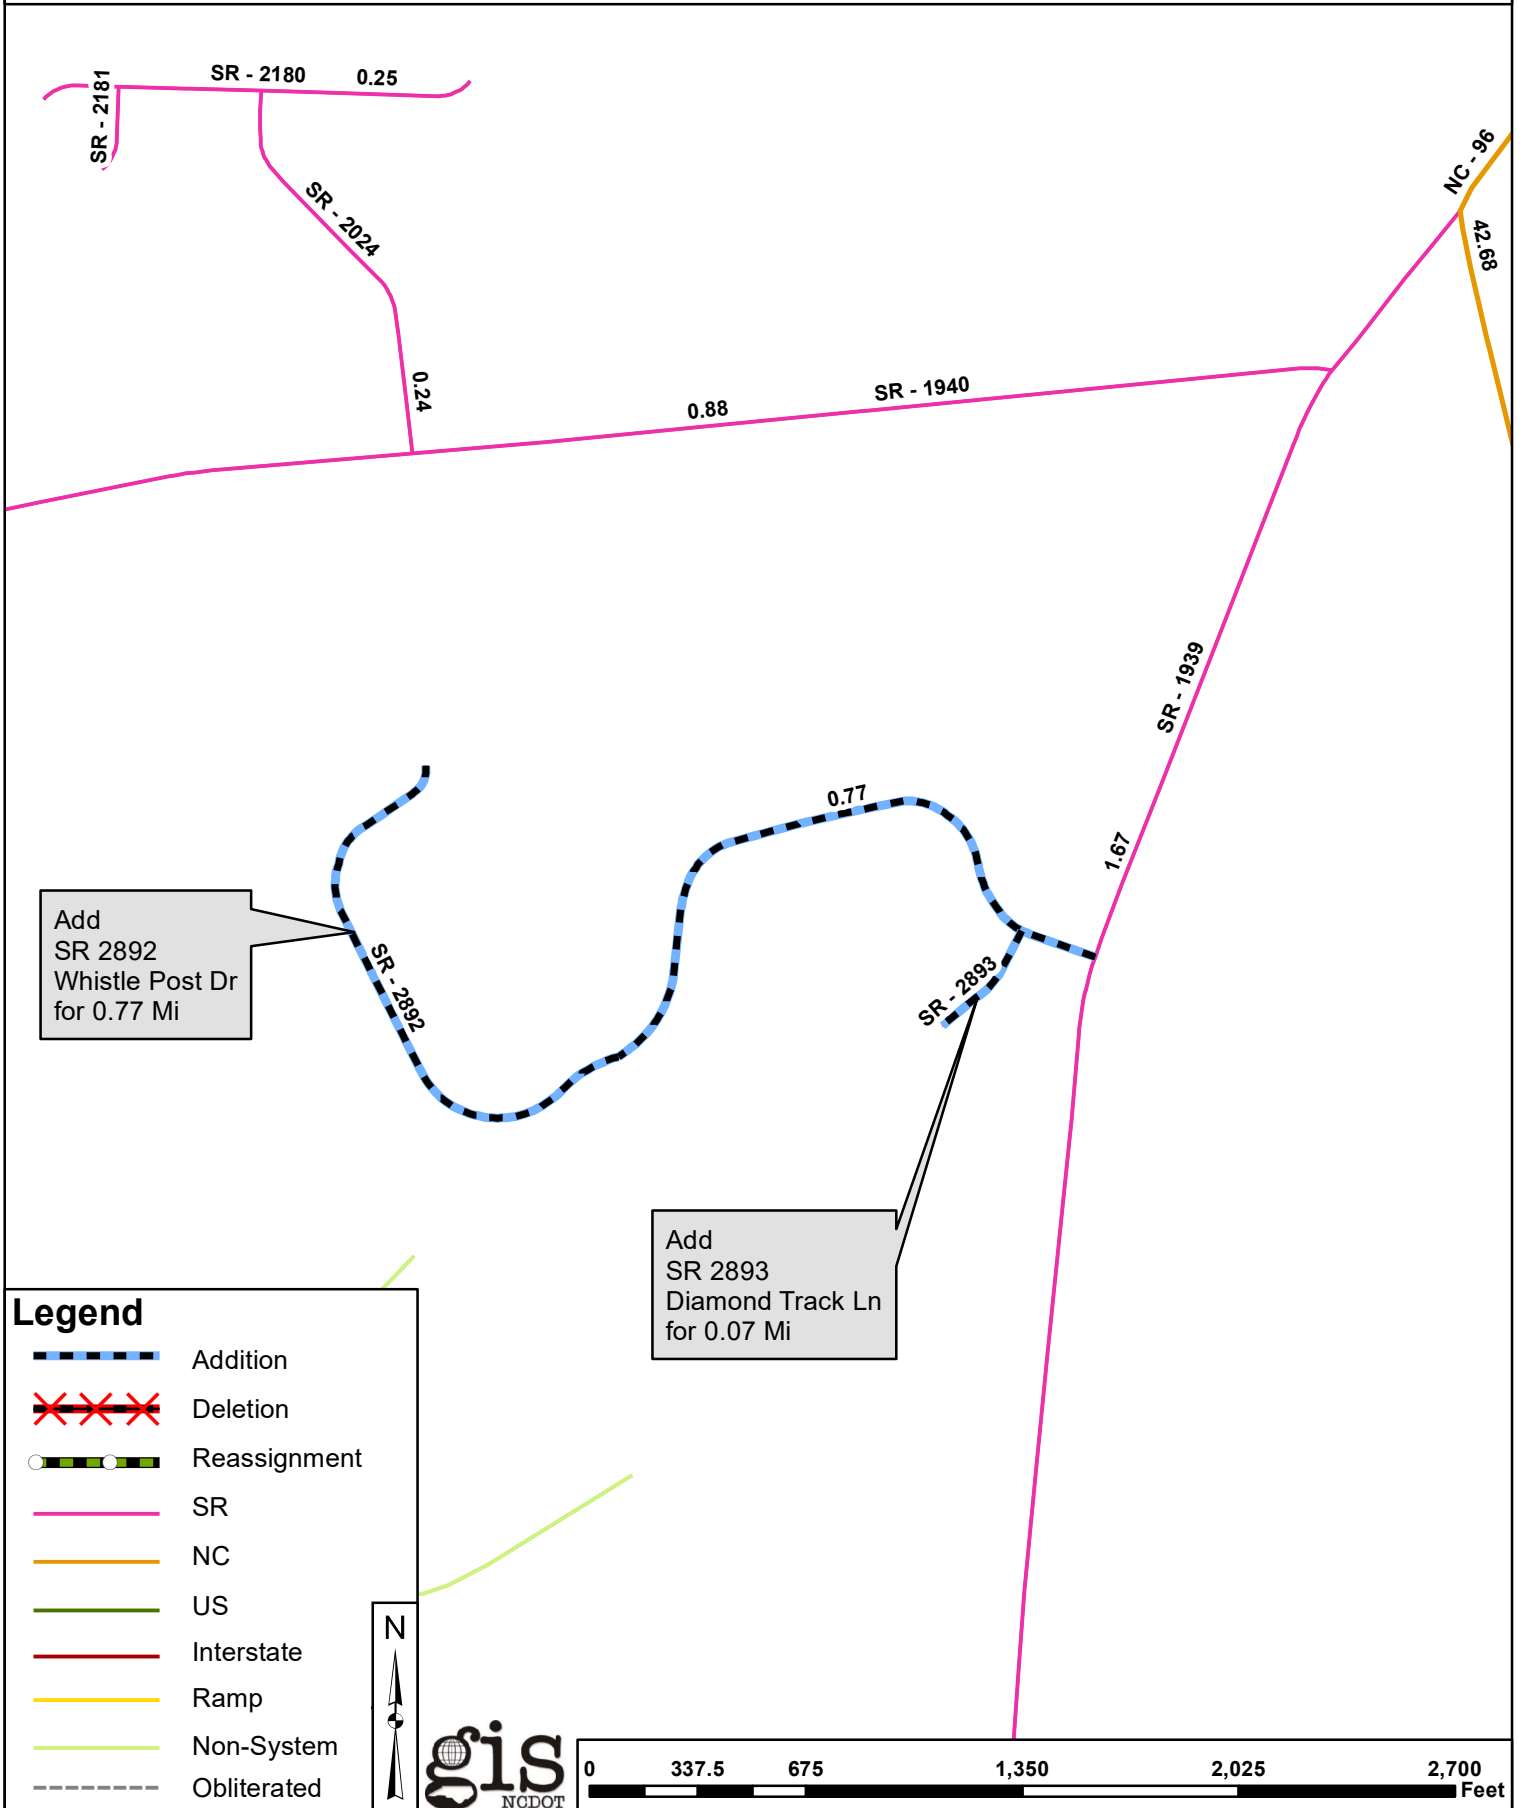 SR - 2180
0.25
SR - 2181
SR - 2024
0.24
NC - 96
42.68
SR - 1940
0.88
SR - 1939
1.67
0.77
SR - 2892
SR - 2893
Add
SR 2892
Whistle Post Dr
for 0.77 Mi
Add
SR 2893
Diamond Track Ln
for 0.07 Mi
Legend
Addition
Deletion
Reassignment
SR
NC
US
Interstate
Ramp
Non-System
Obliterated
N
gis
NCDOT
0 337.5 675 1,350 2,025 2,700
Feet